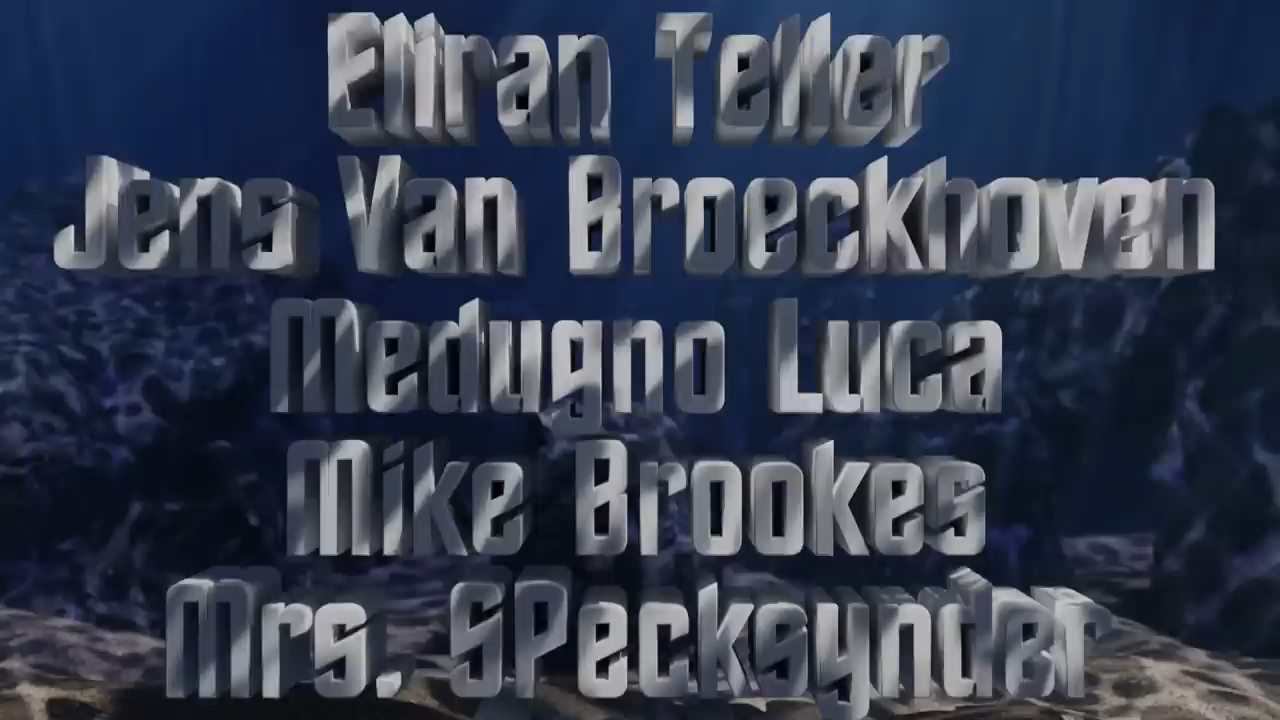 Eliran Teller
Jens Van Broeckhoven
Medugno Luca
Mike Brookes
Mrs. SPecksynder